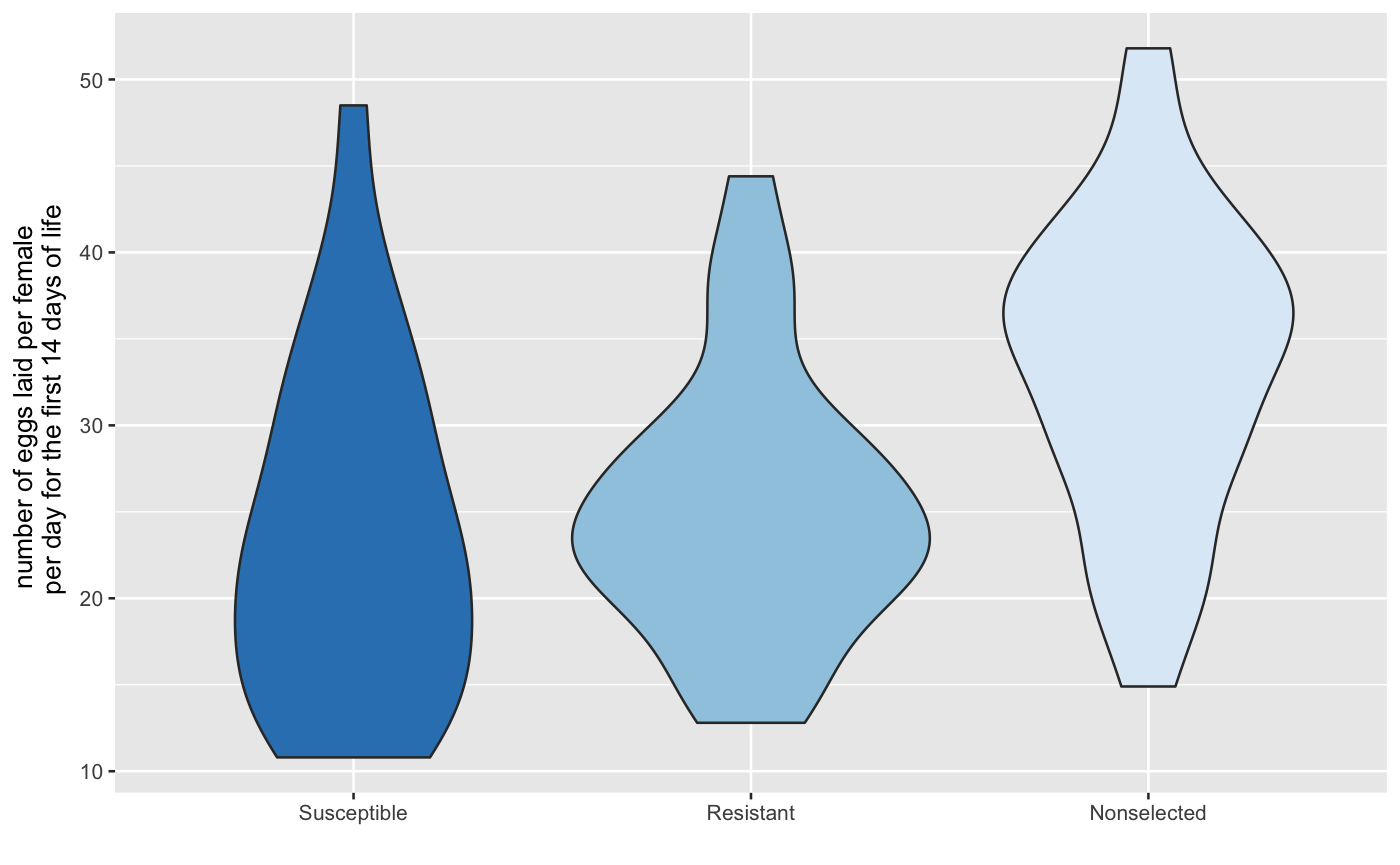 number of eggs laid per female
per day for the first 14 days of life
50
40
30
20
10
Susceptible
Resistant
Nonselected